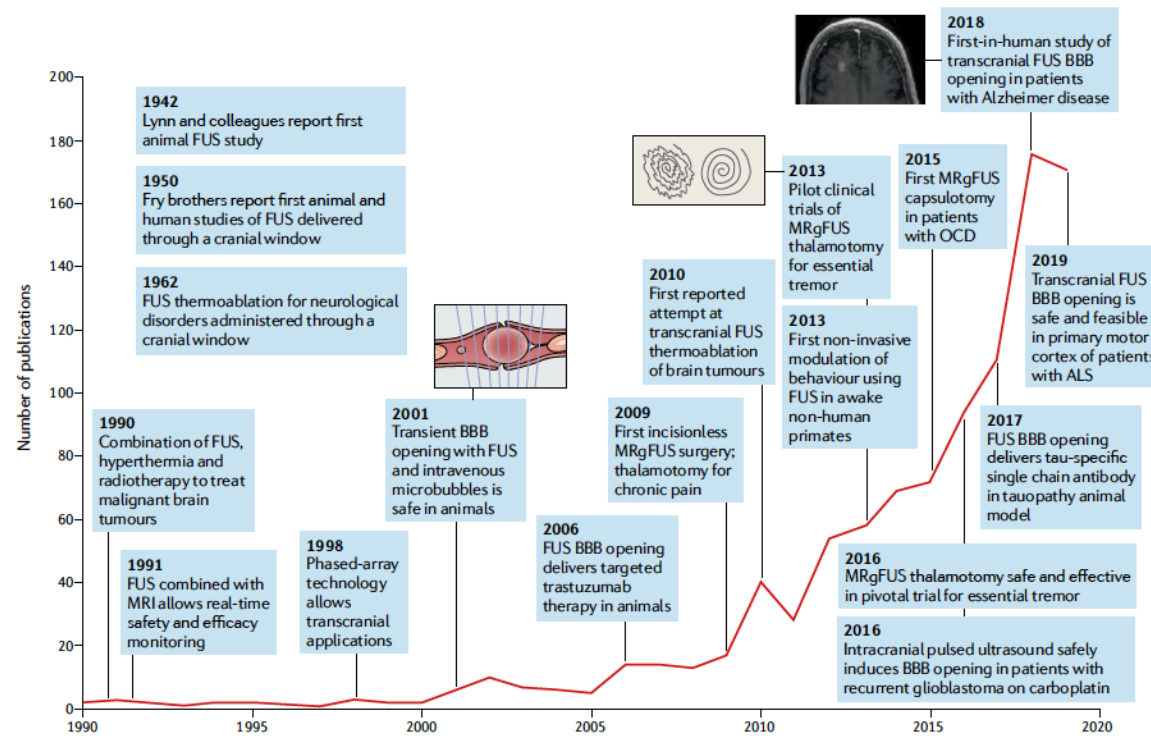 2018
First-in-human study of
transcranial FUS BBB
opening in patients
with Alzheimer disease
200
180
160
140
120
100
80
60
40
20
0
Number of publications
1942
Lynn and colleagues report first
animal FUS study
1950
Fry brothers report first animal and
human studies of FUS delivered
through a cranial window
1962
FUS thermoablation for neurological
disorders administered through a
cranial window
1990
Combination of FUS,
hyperthermia and
radiotherapy to treat
malignant brain
tumours
1991
FUS combined with
MRI allows real-time
safety and efficacy
monitoring
1998
Phased-array
technology
allows
transcranial
applications
2001
Transient BBB
opening with FUS
and intravenous
microbubbles is
safe in animals
2006
FUS BBB opening
delivers targeted
trastuzumab
therapy in animals
2009
First incisionless
MRgFUS surgery;
thalamotomy for
chronic pain
2010
First reported
attempt at
transcranial FUS
thermoablation
of brain tumours
2013
Pilot clinical
trials of
MRgFUS
thalamotomy
for essential
tremor
2013
First non-invasive
modulation of
behaviour using
FUS in awake
non-human
primates
2015
First MRgFUS
capsulotomy
in patients
with OCD
2019
Transcranial FUS
BBB opening is
safe and feasible
in primary motor
cortex of patients
with ALS
2017
FUS BBB opening
delivers tau-specific
single chain antibody
in tauopathy animal
model
2016
MRgFUS thalamotomy safe and effective
in pivotal trial for essential tremor
2016
Intracranial pulsed ultrasound safely
induces BBB opening in patients with
recurrent glioblastoma on carboplatin
1990 1995 2000 2005 2010 2015 2020